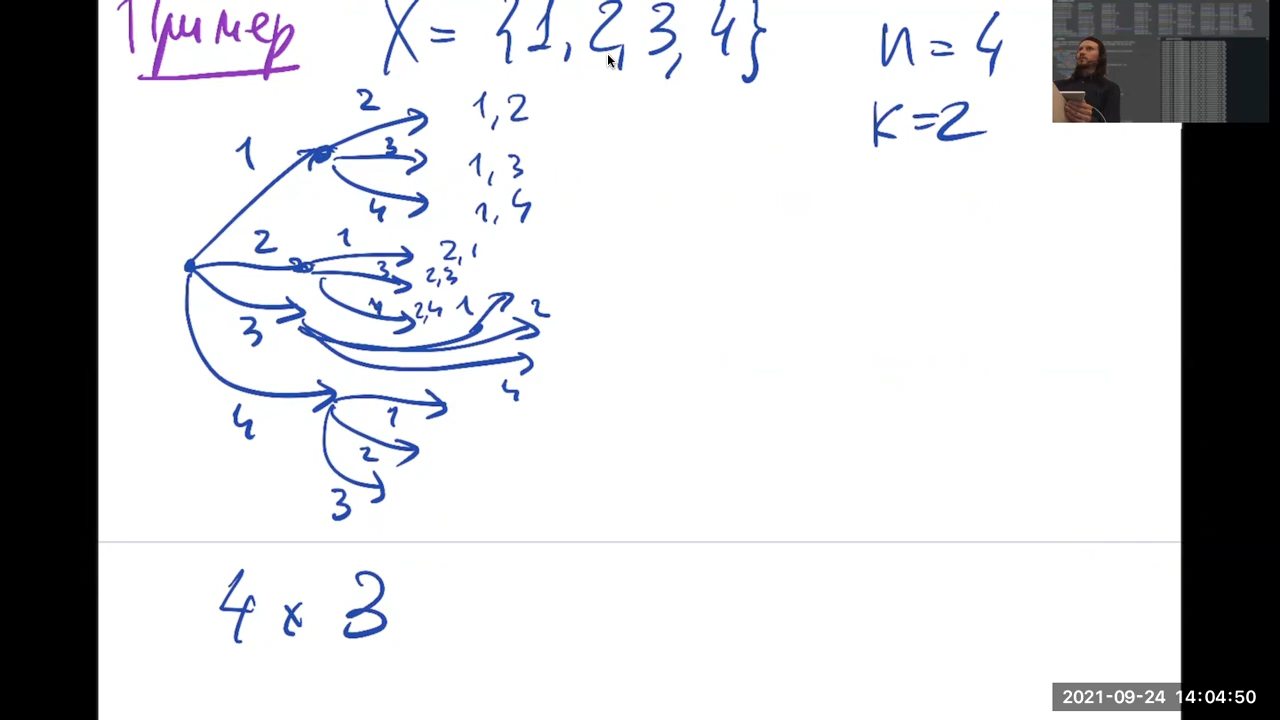 Пример X = {1, 2, 3, 4} n = 4
k = 2
2 1, 2
1 3 1, 3
4 1, 4
2 1 2, 1
3 2, 3
4 2, 4 1 2
3
4
4 1
2
3
4 x 3
2021-09-24 14:04:50